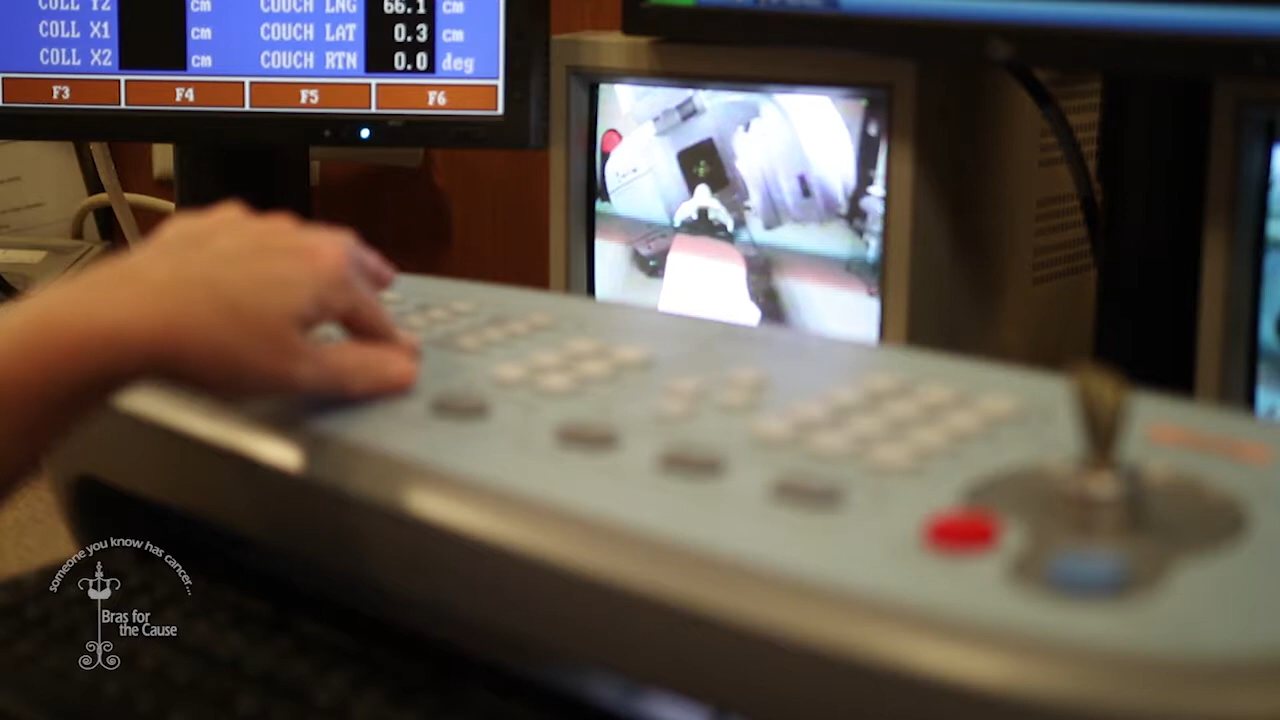 COLL Y2 cm COUCH LNG 66.1 cm
COLL X1 cm COUCH LAT 0.3 cm
COLL X2 cm COUCH RTN 0.0 deg
F3 F4 F5 F6
someone you know has cancer...
Bras for
the Cause